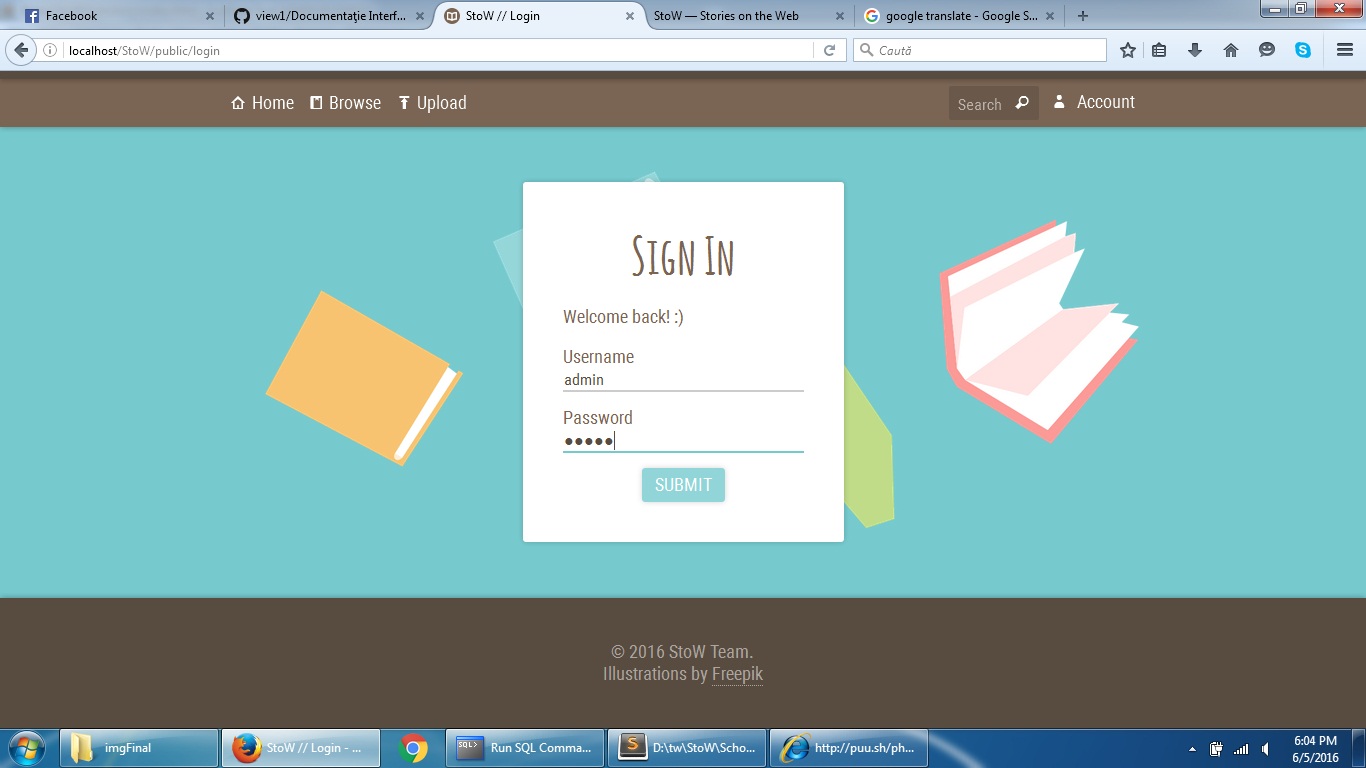 Facebook
view1/Documentaţie Interf...
StoW // Login
StoW — Stories on the Web
google translate - Google S...
localhost/StoW/public/login
Caută
Home
Browse
Upload
Search
Account
Sign In
Welcome back! :)
Username
admin
Password
SUBMIT
© 2016 StoW Team.
Illustrations by Freepik
imgFinal
StoW // Login - ...
SQL>
Run SQL Comma...
D:\tw\StoW\Scho...
http://puu.sh/ph...
6:04 PM
6/5/2016